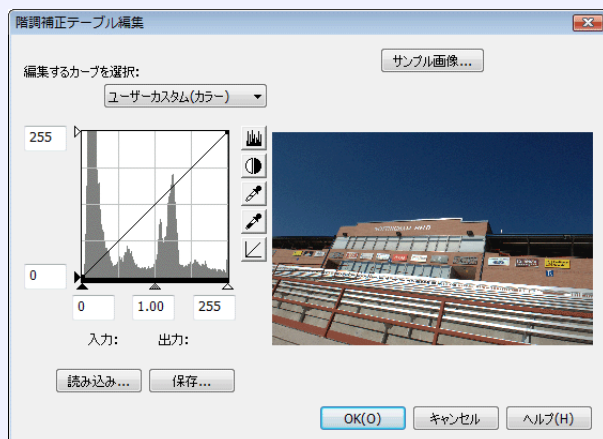 階調補正テーブル編集
サンプル画像...
編集するカーブを選択:
ユーザーカスタム(カラー)
255
0
0
1.00
255
入力:
出力:
読み込み...
保存...
OK(O)
キャンセル
ヘルプ(H)